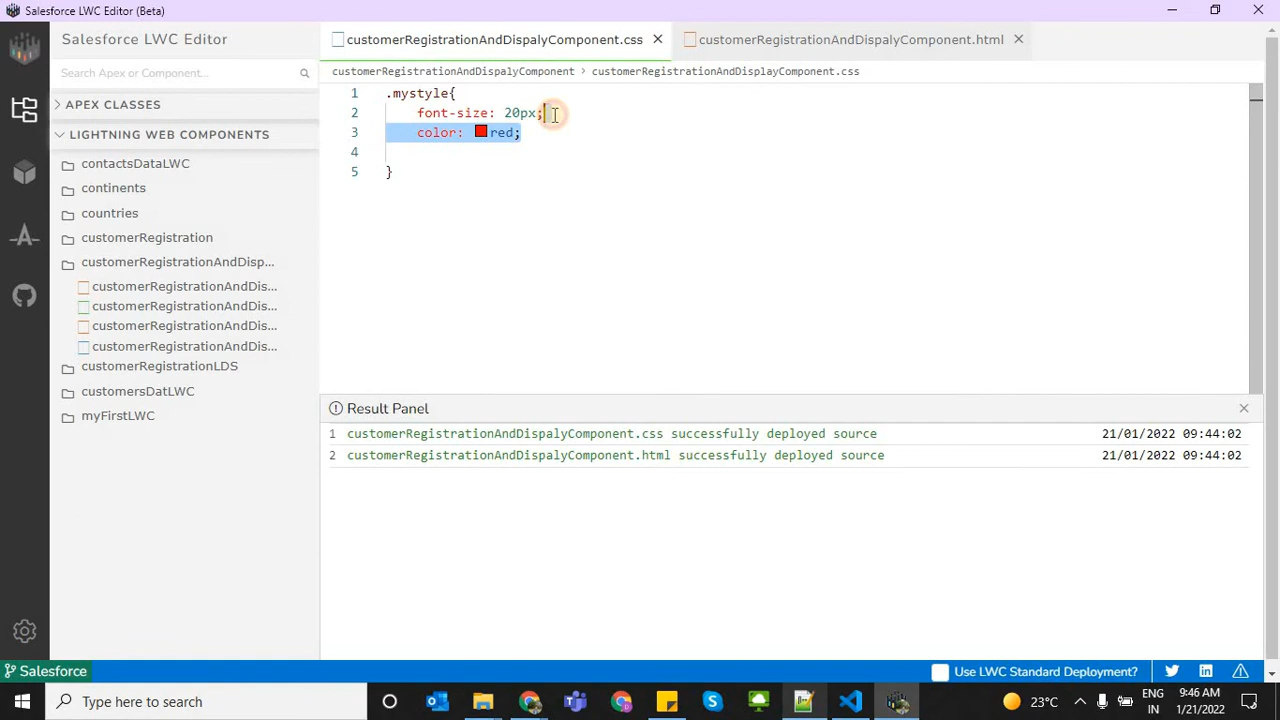 Salesforce LWC Editor (Beta)
Salesforce LWC Editor
customerRegistrationAndDispalyComponent.css
customerRegistrationAndDispalyComponent.html
Search Apex or Component...
customerRegistrationAndDispalyComponent > customerRegistrationAndDisplayComponent.css
APEX CLASSES
LIGHTNING WEB COMPONENTS
contactsDataLWC
continents
countries
customerRegistration
customerRegistrationAndDisp...
customerRegistrationAndDis...
customerRegistrationAndDis...
customerRegistrationAndDis...
customerRegistrationAndDis...
customerRegistrationLDS
customersDatLWC
myFirstLWC
1 .mystyle{
2 font-size: 20px;
3 color: red;
4
5 }
Result Panel
1 customerRegistrationAndDispalyComponent.css successfully deployed source 21/01/2022 09:44:02
2 customerRegistrationAndDispalyComponent.html successfully deployed source 21/01/2022 09:44:02
Salesforce
Use LWC Standard Deployment?
Type here to search
23°C
ENG
IN
9:46 AM
1/21/2022